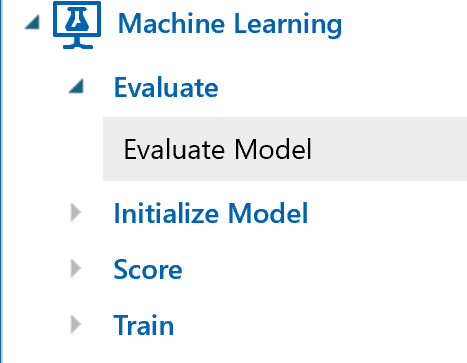 Machine Learning
Evaluate
Evaluate Model
Initialize Model
Score
Train